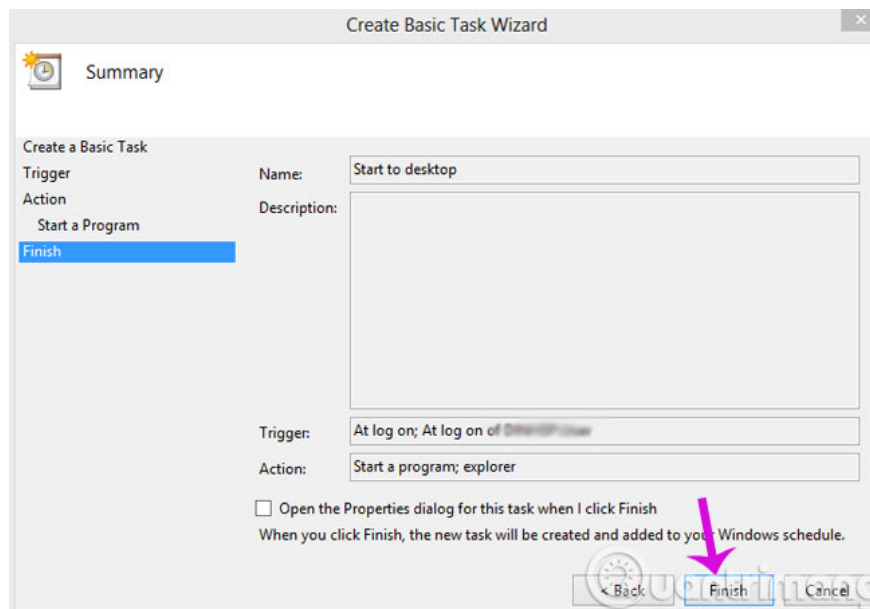 Create Basic Task Wizard
Summary
Create a Basic Task
Trigger
Action
Start a Program
Finish
Name: Start to desktop
Description:
Trigger: At log on; At log on of
Action: Start a program; explorer
Open the Properties dialog for this task when I click Finish
When you click Finish, the new task will be created and added to your Windows schedule.
< Back Finish Cancel
uantrimang